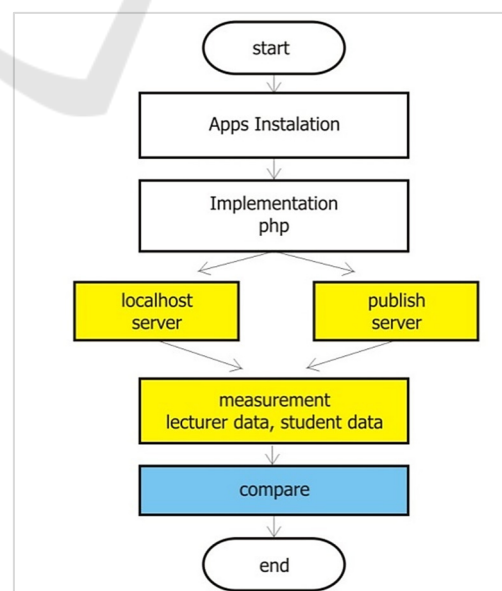 start
Apps Instalation
Implementation
php
localhost
server
publish
server
measurement
lecturer data, student data
compare
end